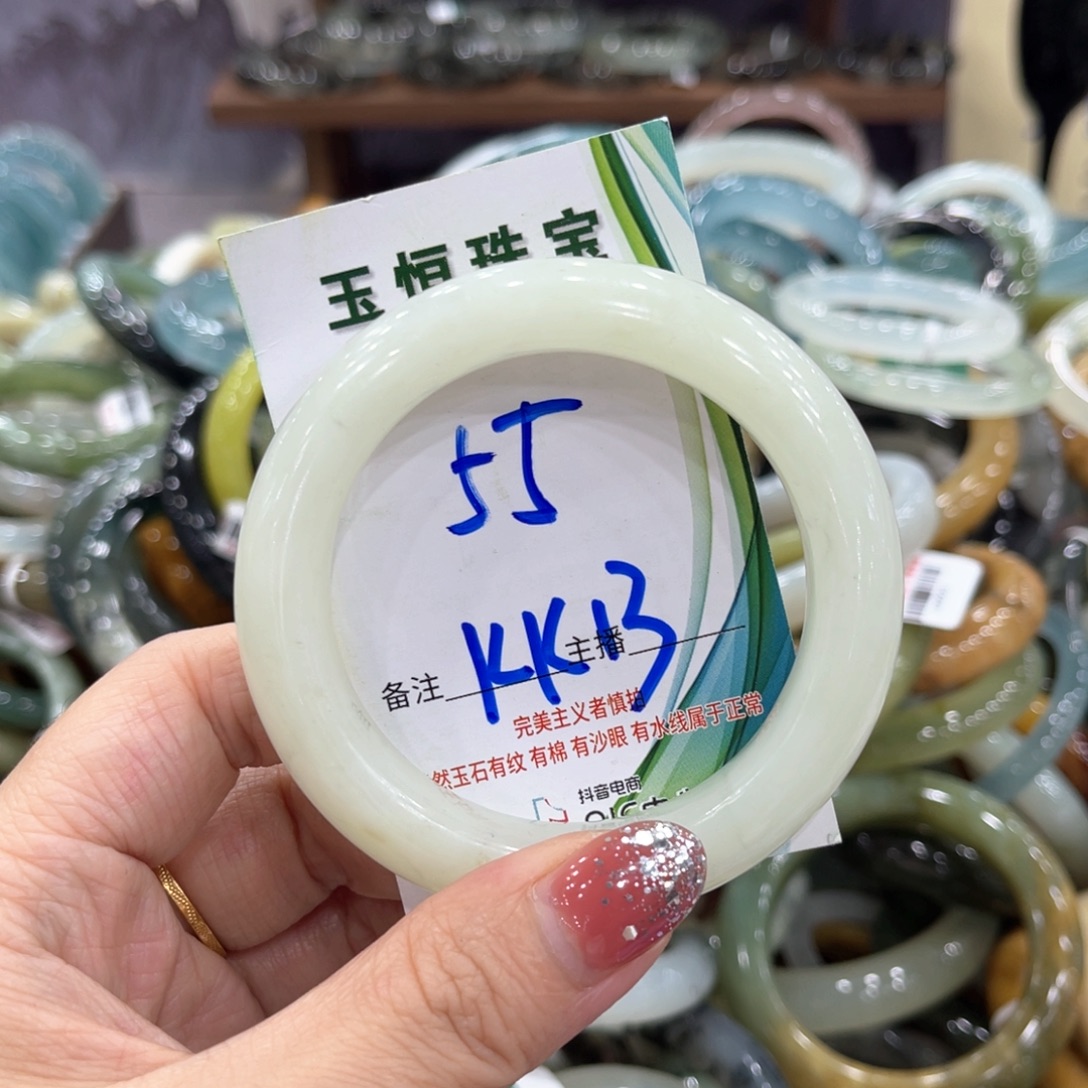 玉恒珠宝
55
KK13
备注 主播
完美主义者慎拍
然玉石有纹 有棉 有沙眼 有水线属于正常
抖音电商